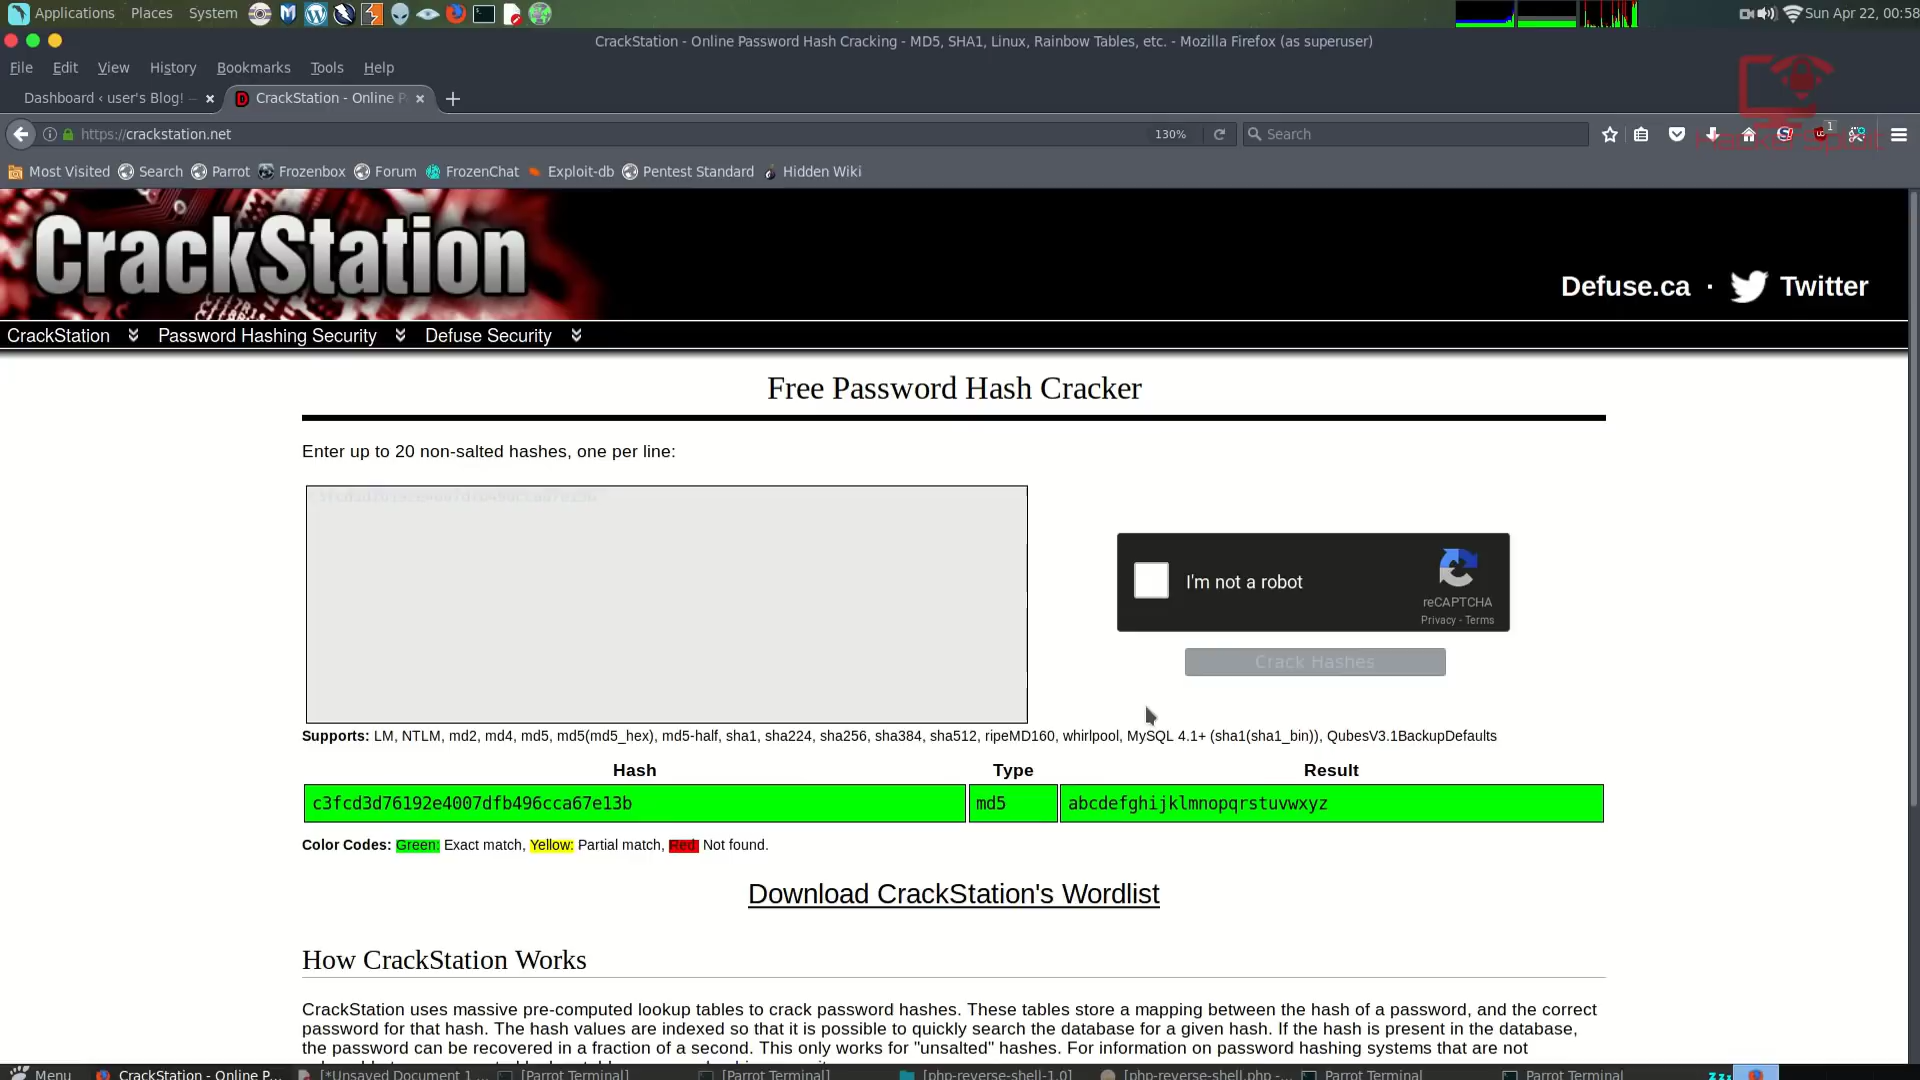 Applications Places System Sun Apr 22, 00:58
CrackStation - Online Password Hash Cracking - MD5, SHA1, Linux, Rainbow Tables, etc. - Mozilla Firefox (as superuser)
File Edit View History Bookmarks Tools Help
Dashboard ‹ user's Blog! — CrackStation - Online P
https://crackstation.net 130% Search 1
Most Visited Search Parrot Frozenbox Forum FrozenChat Exploit-db Pentest Standard Hidden Wiki
CrackStation
Defuse.ca · Twitter
CrackStation Password Hashing Security Defuse Security
Free Password Hash Cracker
Enter up to 20 non-salted hashes, one per line:
I'm not a robot
reCAPTCHA
Privacy - Terms
Crack Hashes
Supports: LM, NTLM, md2, md4, md5, md5(md5_hex), md5-half, sha1, sha224, sha256, sha384, sha512, ripeMD160, whirlpool, MySQL 4.1+ (sha1(sha1_bin)), QubesV3.1BackupDefaults
Hash Type Result
c3fcd3d76192e4007dfb496cca67e13b md5 abcdefghijklmnopqrstuvwxyz
Color Codes: Green: Exact match, Yellow: Partial match, Red: Not found.
Download CrackStation's Wordlist
How CrackStation Works
CrackStation uses massive pre-computed lookup tables to crack password hashes. These tables store a mapping between the hash of a password, and the correct
password for that hash. The hash values are indexed so that it is possible to quickly search the database for a given hash. If the hash is present in the database,
the password can be recovered in a fraction of a second. This only works for "unsalted" hashes. For information on password hashing systems that are not
Menu CrackStation - Online P... [*Unsaved Document 1 ... [Parrot Terminal] [Parrot Terminal] [php-reverse-shell-1.0] [php-reverse-shell.php -... Parrot Terminal Parrot Terminal